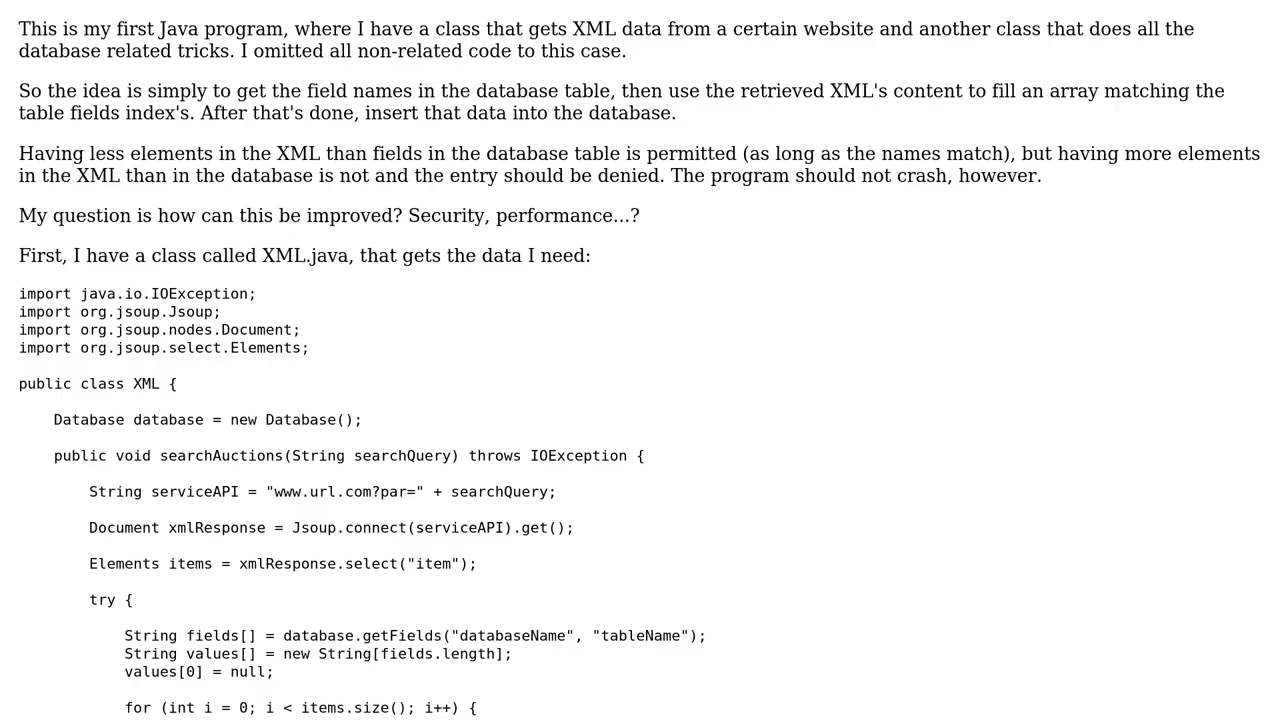 This is my first Java program, where I have a class that gets XML data from a certain website and another class that does all the
database related tricks. I omitted all non-related code to this case.
So the idea is simply to get the field names in the database table, then use the retrieved XML's content to fill an array matching the
table fields index's. After that's done, insert that data into the database.
Having less elements in the XML than fields in the database table is permitted (as long as the names match), but having more elements
in the XML than in the database is not and the entry should be denied. The program should not crash, however.
My question is how can this be improved? Security, performance...?
First, I have a class called XML.java, that gets the data I need:
import java.io.IOException;
import org.jsoup.Jsoup;
import org.jsoup.nodes.Document;
import org.jsoup.select.Elements;
public class XML {
    Database database = new Database();
    public void searchAuctions(String searchQuery) throws IOException {
        String serviceAPI = "www.url.com?par=" + searchQuery;
        Document xmlResponse = Jsoup.connect(serviceAPI).get();
        Elements items = xmlResponse.select("item");
        try {
            String fields[] = database.getFields("databaseName", "tableName");
            String values[] = new String[fields.length];
            values[0] = null;
            for (int i = 0; i < items.size(); i++) {